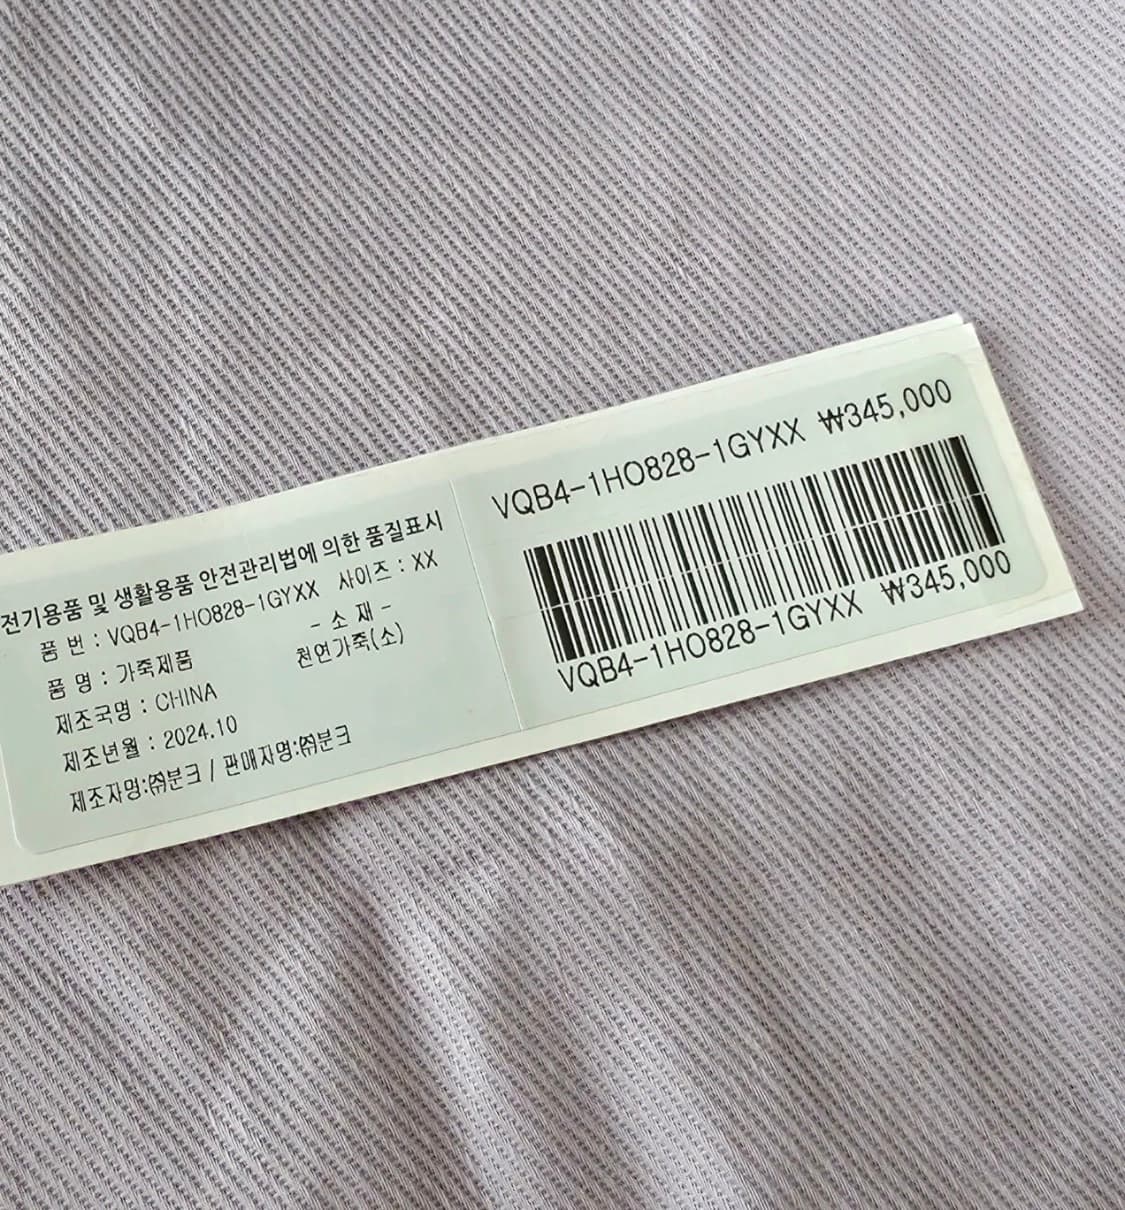 전기용품 및 생활용품 안전관리법에 의한 품질표시
품 번 : VQB4-1HO828-1GYXX 사이즈 : XX
품 명 : 가죽제품
- 소 재 -
천연가죽(소)
제조국명 : CHINA
제조년월 : 2024.10
제조자명:㈜분크 / 판매자명:㈜분크
VQB4-1HO828-1GYXX ₩345,000
VQB4-1HO828-1GYXX ₩345,000